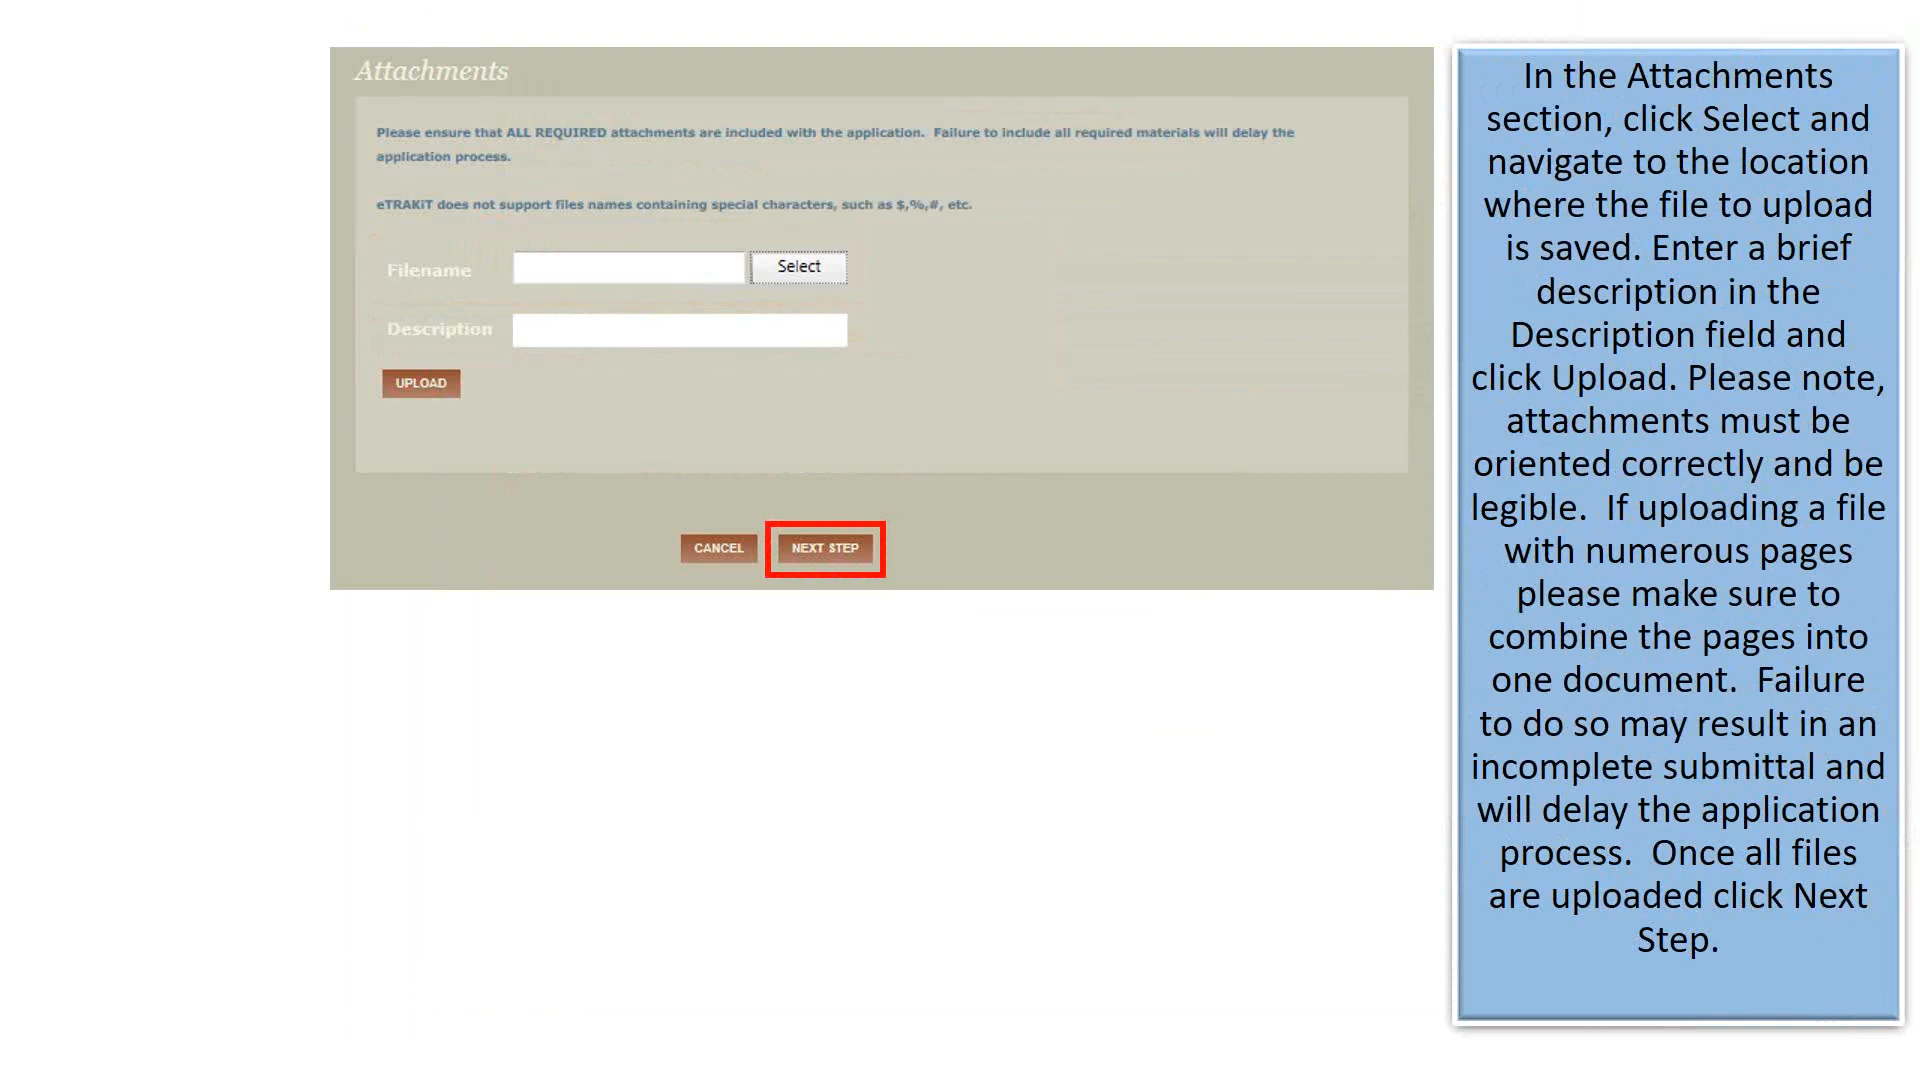 Attachments
Please ensure that ALL REQUIRED attachments are included with the application.  Failure to include all required materials will delay the
application process.
eTRAKiT does not support files names containing special characters, such as $,%,#, etc.
Filename
Select
Description
UPLOAD
CANCEL
NEXT STEP
In the Attachments
section, click Select and
navigate to the location
where the file to upload
is saved. Enter a brief
description in the
Description field and
click Upload. Please note,
attachments must be
oriented correctly and be
legible.  If uploading a file
with numerous pages
please make sure to
combine the pages into
one document.  Failure
to do so may result in an
incomplete submittal and
will delay the application
process.  Once all files
are uploaded click Next
Step.